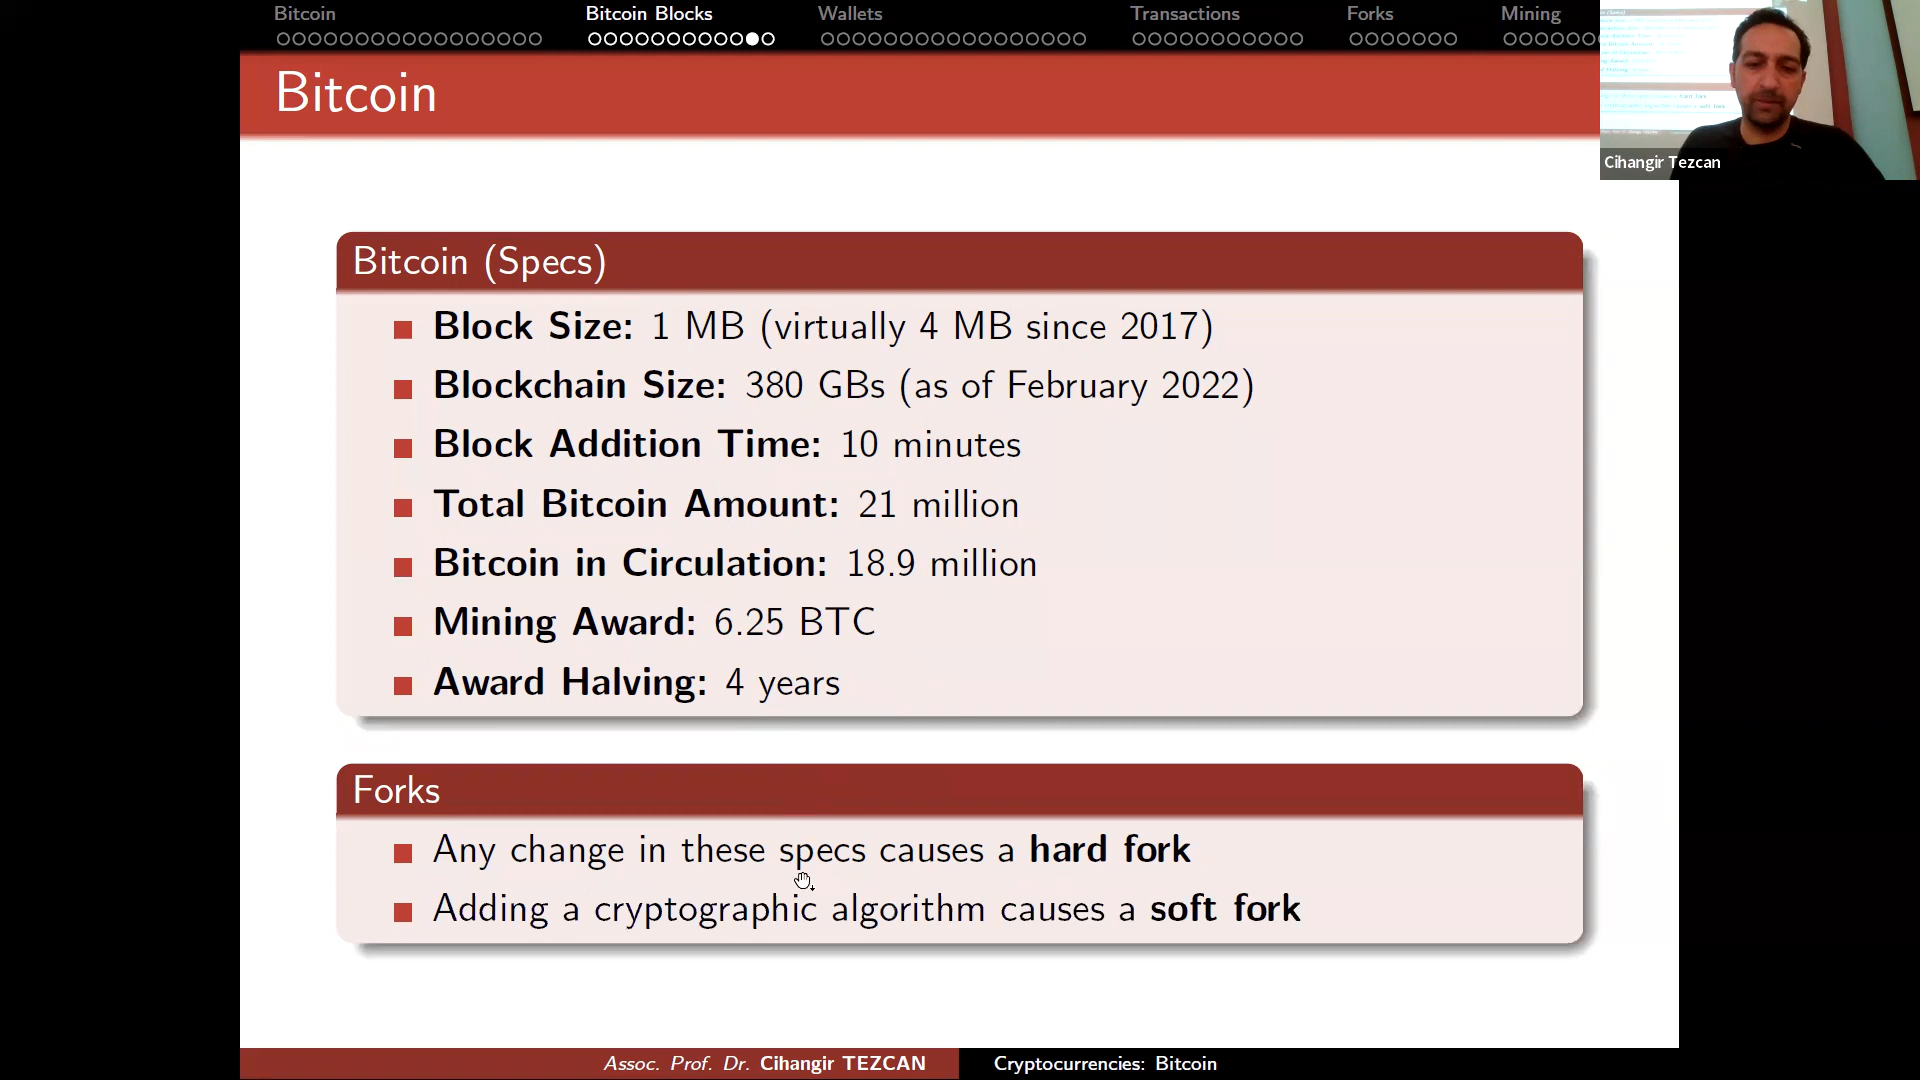 Bitcoin
Bitcoin Blocks
Wallets
Transactions
Forks
Mining
Bitcoin
Cihangir Tezcan
Bitcoin (Specs)
Block Size: 1 MB (virtually 4 MB since 2017)
Blockchain Size: 380 GBs (as of February 2022)
Block Addition Time: 10 minutes
Total Bitcoin Amount: 21 million
Bitcoin in Circulation: 18.9 million
Mining Award: 6.25 BTC
Award Halving: 4 years
Forks
Any change in these specs causes a hard fork
Adding a cryptographic algorithm causes a soft fork
Assoc. Prof. Dr. Cihangir TEZCAN
Cryptocurrencies: Bitcoin